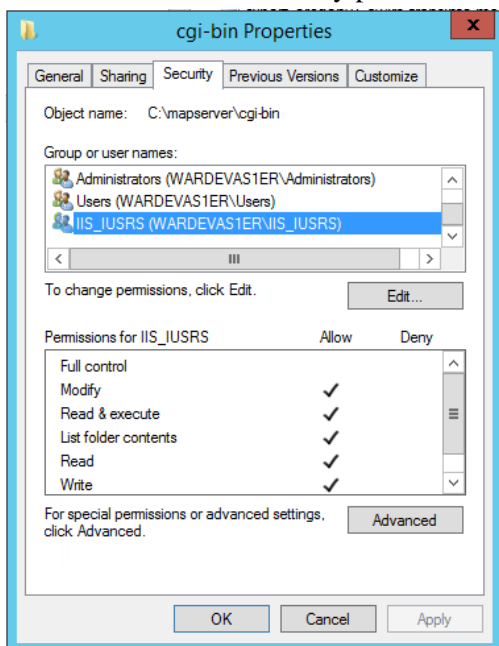 cgi-bin Properties
x
General Sharing Security Previous Versions Customize
Object name: C:\mapserver\cgi-bin
Group or user names:
Administrators (WARDEVAS1ER\Administrators)
Users (WARDEVAS1ER\Users)
IIS_IUSRS (WARDEVAS1ER\IIS_IUSRS)
To change permissions, click Edit.
Edit...
Permissions for IIS_IUSRS Allow Deny
Full control
Modify
Read & execute
List folder contents
Read
Write
For special permissions or advanced settings,
click Advanced.
Advanced
OK Cancel Apply